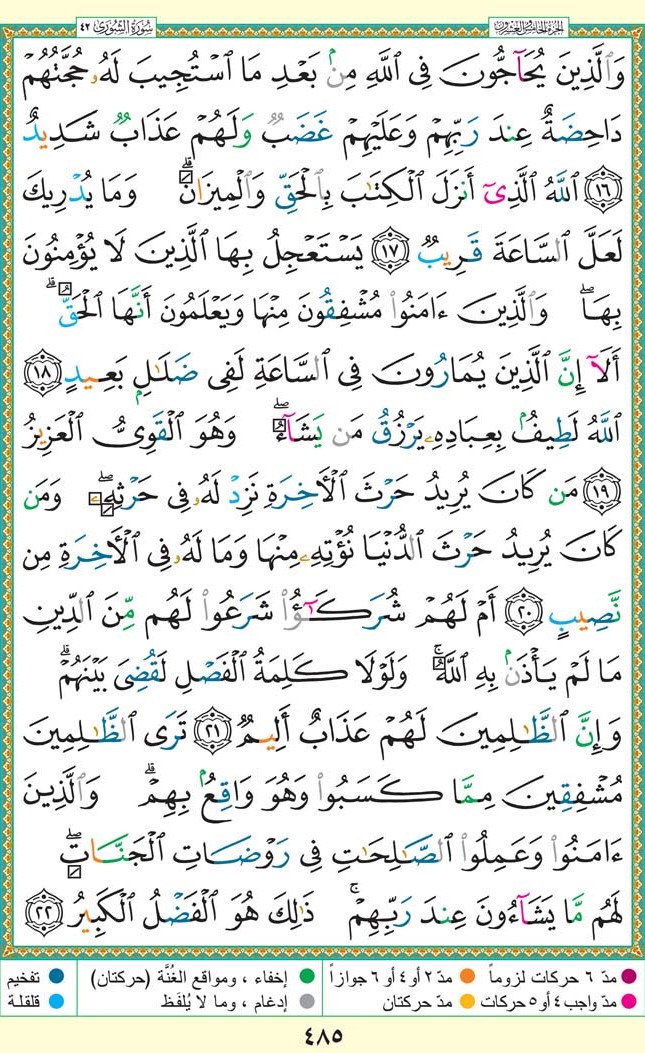 الجزء الخامس والعشرون
سورة الشورى ٤٢
وَالَّذِينَ يُحَآجُّونَ فِى ٱللَّهِ مِنۢ بَعْدِ مَا ٱسْتُجِيبَ لَهُۥ حُجَّتُهُمْ
دَاحِضَةٌ عِندَ رَبِّهِمْ وَعَلَيْهِمْ غَضَبٌ وَلَهُمْ عَذَابٌ شَدِيدٌ
١٦ ٱللَّهُ ٱلَّذِىٓ أَنزَلَ ٱلْكِتَٰبَ بِٱلْحَقِّ وَٱلْمِيزَانَ ۗ وَمَا يُدْرِيكَ
لَعَلَّ ٱلسَّاعَةَ قَرِيبٌ ١٧ يَسْتَعْجِلُ بِهَا ٱلَّذِينَ لَا يُؤْمِنُونَ
بِهَا ۖ وَٱلَّذِينَ ءَامَنُوا۟ مُشْفِقُونَ مِنْهَا وَيَعْلَمُونَ أَنَّهَا ٱلْحَقُّ ۗ
أَلَآ إِنَّ ٱلَّذِينَ يُمَارُونَ فِى ٱلسَّاعَةِ لَفِى ضَلَٰلٍۭ بَعِيدٍ ١٨
ٱللَّهُ لَطِيفٌۢ بِعِبَادِهِۦ يَرْزُقُ مَن يَشَآءُ ۖ وَهُوَ ٱلْقَوِىُّ ٱلْعَزِيزُ
١٩ مَن كَانَ يُرِيدُ حَرْثَ ٱلْأَخِرَةِ نَزِدْ لَهُۥ فِى حَرْثِهِۦ ۖ وَمَن
كَانَ يُرِيدُ حَرْثَ ٱلدُّنْيَا نُؤْتِهِۦ مِنْهَا وَمَا لَهُۥ فِى ٱلْأَخِرَةِ مِن
نَّصِيبٍ ٢٠ أَمْ لَهُمْ شُرَكَٰٓؤُا۟ شَرَعُوا۟ لَهُم مِّنَ ٱلدِّينِ
مَا لَمْ يَأْذَنۢ بِهِ ٱللَّهُ ۚ وَلَوْلَا كَلِمَةُ ٱلْفَصْلِ لَقُضِىَ بَيْنَهُمْ ۗ
وَإِنَّ ٱلظَّٰلِمِينَ لَهُمْ عَذَابٌ أَلِيمٌ ٢١ تَرَى ٱلظَّٰلِمِينَ
مُشْفِقِينَ مِمَّا كَسَبُوا۟ وَهُوَ وَاقِعٌۢ بِهِمْ ۗ وَٱلَّذِينَ
ءَامَنُوا۟ وَعَمِلُوا۟ ٱلصَّٰلِحَٰتِ فِى رَوْضَاتِ ٱلْجَنَّاتِ ۖ
لَهُم مَّا يَشَآءُونَ عِندَ رَبِّهِمْ ۚ ذَٰلِكَ هُوَ ٱلْفَضْلُ ٱلْكَبِيرُ ٢٢
مدّ ٦ حركات لزوماً مدّ ٢ أو ٤ أو ٦ جوازاً إخفاء ، ومواقع الغُنَّة (حركتان) تفخيم
مدّ واجب ٤ أو ٥ حركات مدّ حركتان إدغام ، وما لا يُلفَظ قلقلة
٤٨٥